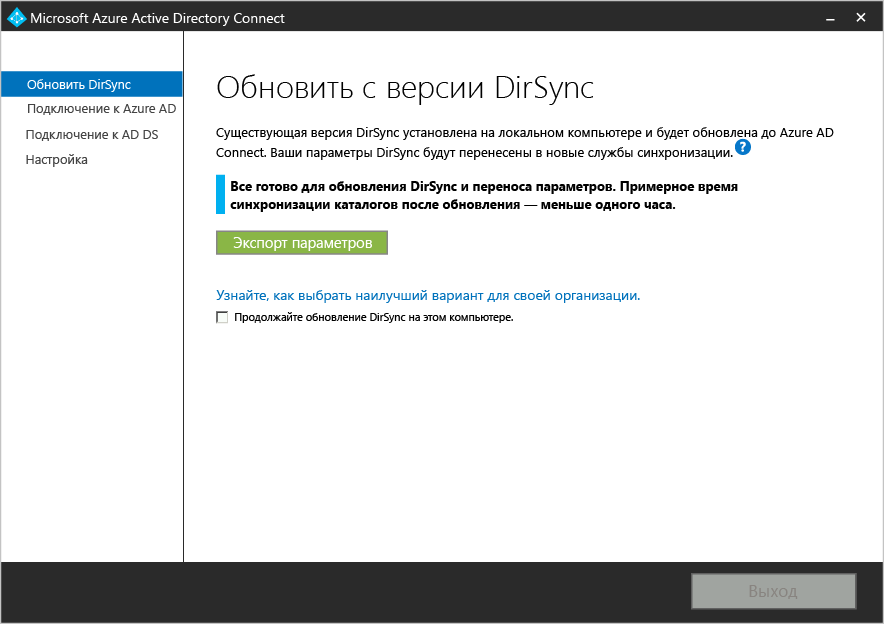 Microsoft Azure Active Directory Connect
Обновить DirSync
Подключение к Azure AD
Подключение к AD DS
Настройка
Обновить с версии DirSync
Существующая версия DirSync установлена на локальном компьютере и будет обновлена до Azure AD
Connect. Ваши параметры DirSync будут перенесены в новые службы синхронизации. ?
Все готово для обновления DirSync и переноса параметров. Примерное время
синхронизации каталогов после обновления — меньше одного часа.
Экспорт параметров
Узнайте, как выбрать наилучший вариант для своей организации.
Продолжайте обновление DirSync на этом компьютере.
Выход